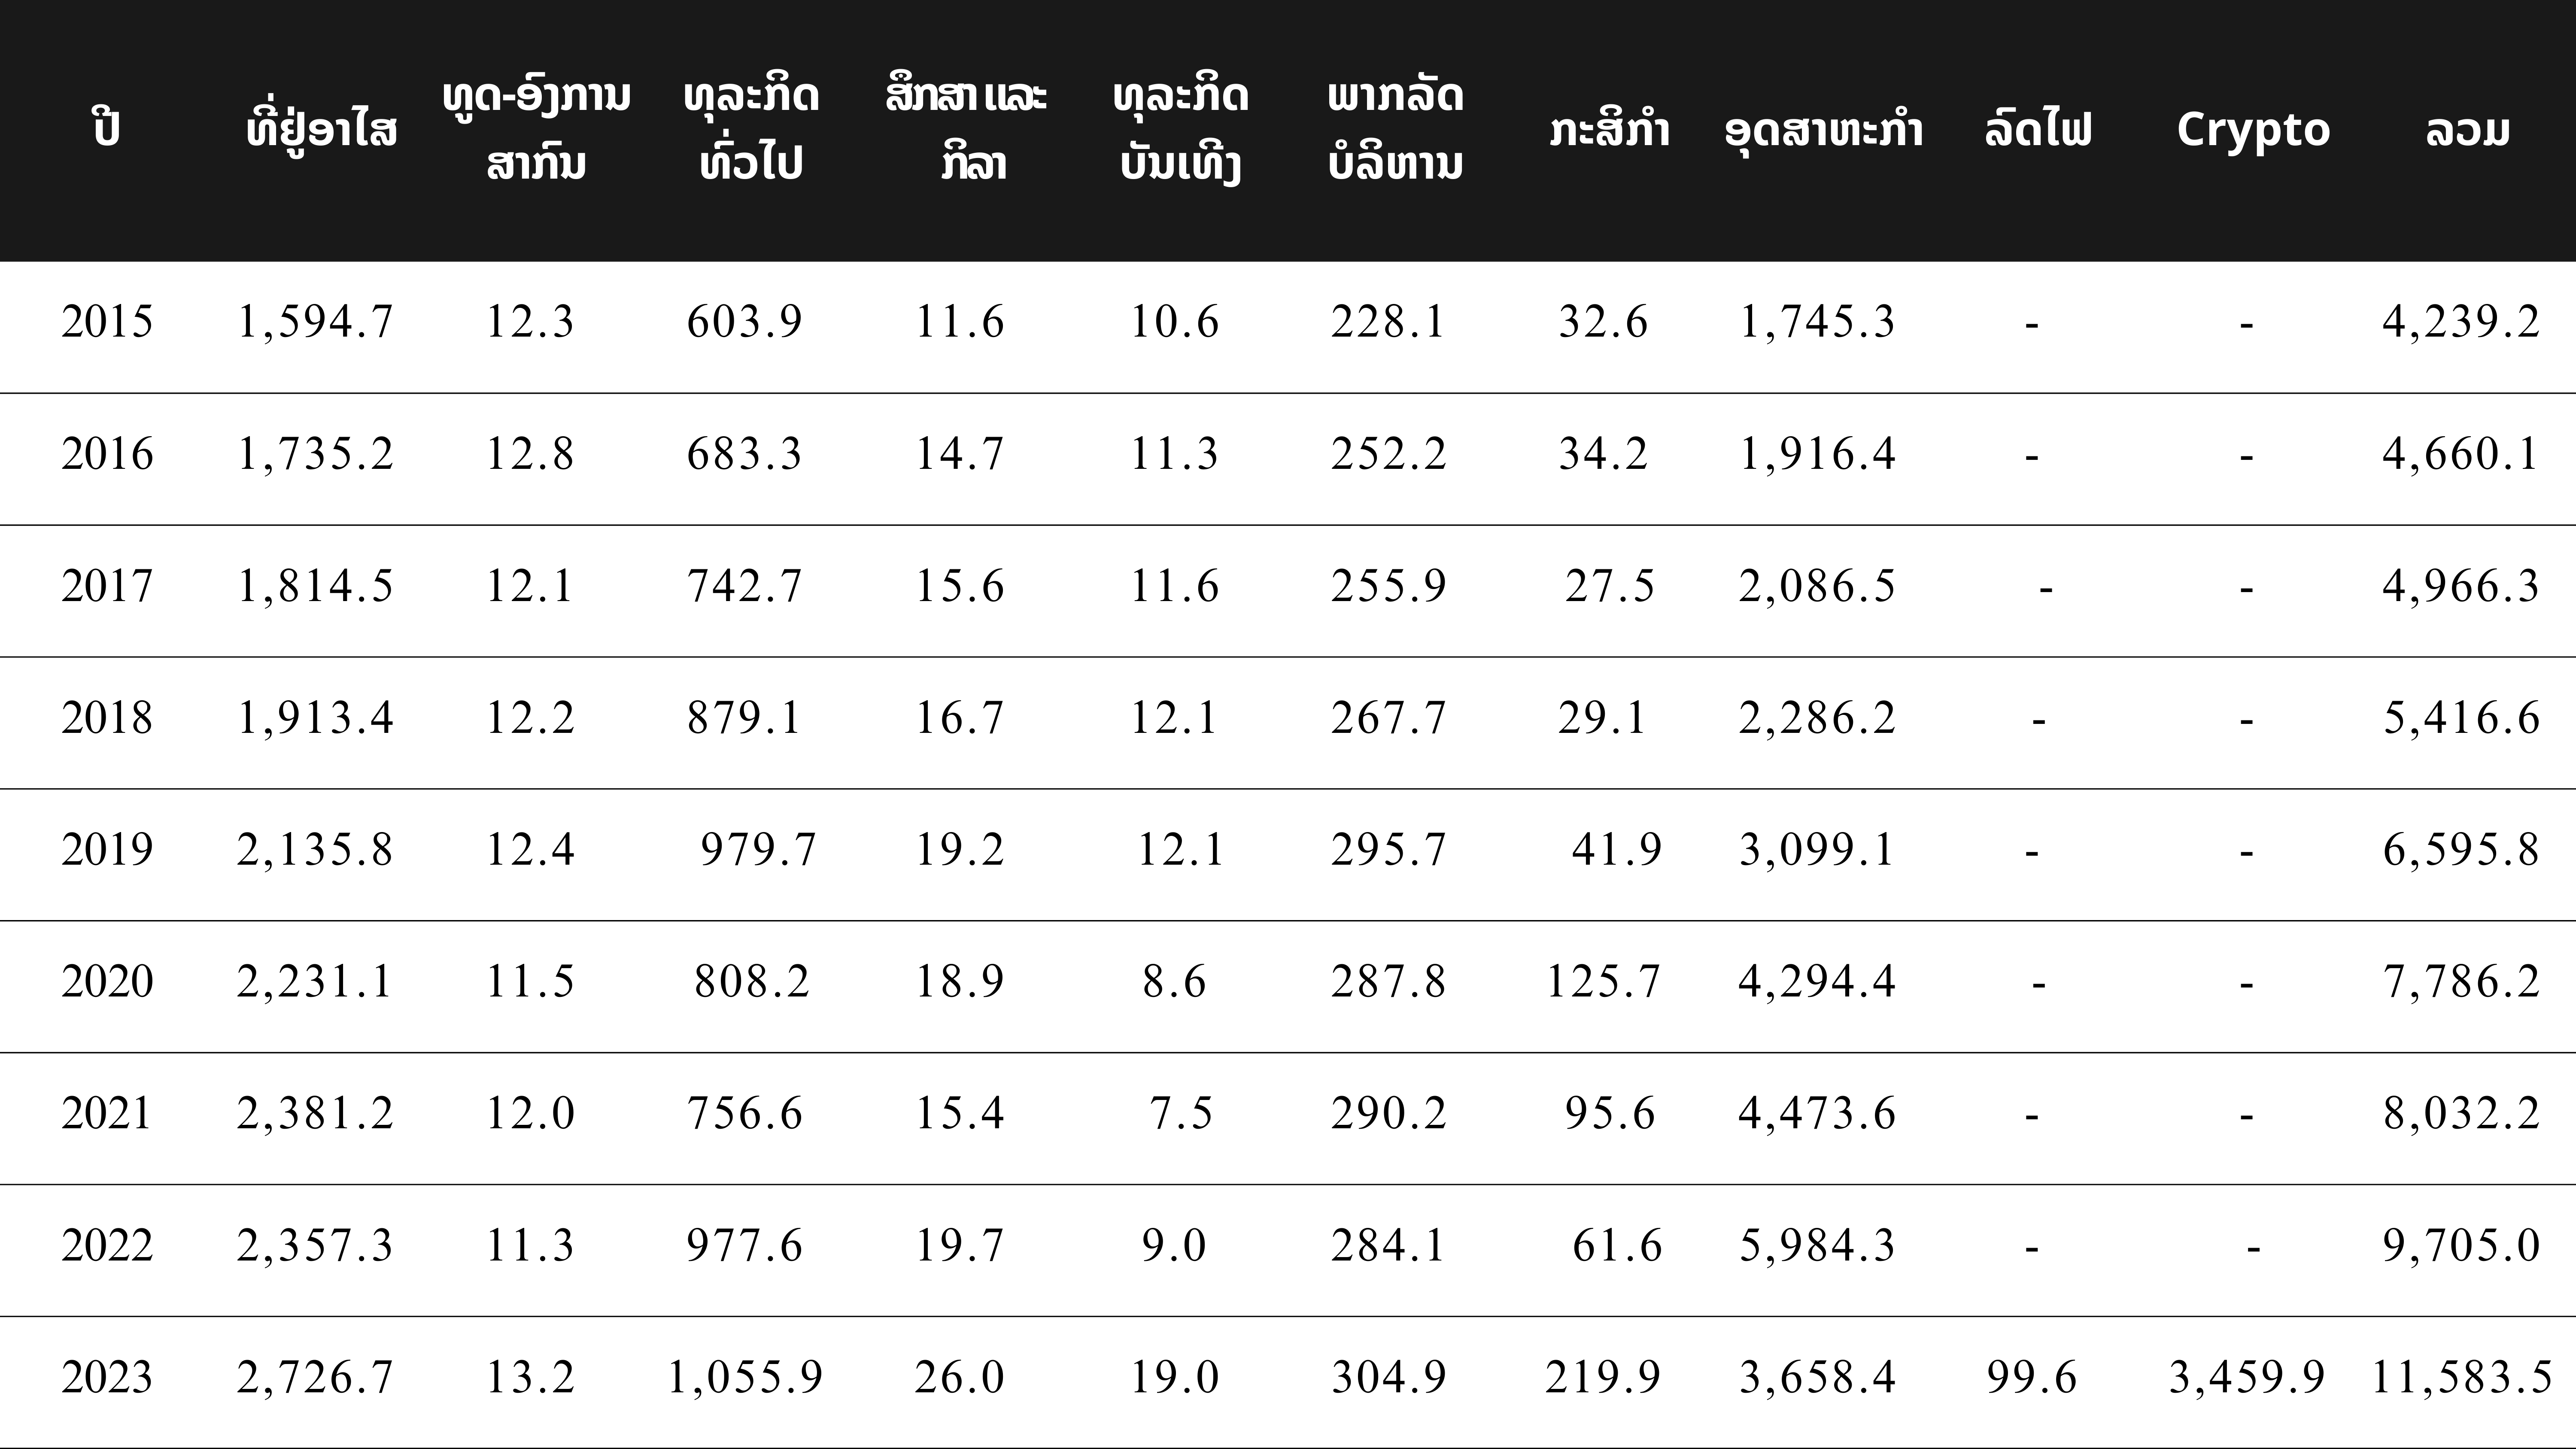 ປີ ທີ່ຢູ່ອາໄສ ທູດ-ອົງການ ສາກົນ ທຸລະກິດ ທົ່ວໄປ ສຶກສາ ແລະ ກິລາ ທຸລະກິດ ບັນເທີງ ພາກລັດ ບໍລິຫານ ກະສິກຳ ອຸດສາຫະກຳ ລົດໄຟ Crypto ລວມ
2015 1,594.7 12.3 603.9 11.6 10.6 228.1 32.6 1,745.3 - - 4,239.2
2016 1,735.2 12.8 683.3 14.7 11.3 252.2 34.2 1,916.4 - - 4,660.1
2017 1,814.5 12.1 742.7 15.6 11.6 255.9 27.5 2,086.5 - - 4,966.3
2018 1,913.4 12.2 879.1 16.7 12.1 267.7 29.1 2,286.2 - - 5,416.6
2019 2,135.8 12.4 979.7 19.2 12.1 295.7 41.9 3,099.1 - - 6,595.8
2020 2,231.1 11.5 808.2 18.9 8.6 287.8 125.7 4,294.4 - - 7,786.2
2021 2,381.2 12.0 756.6 15.4 7.5 290.2 95.6 4,473.6 - - 8,032.2
2022 2,357.3 11.3 977.6 19.7 9.0 284.1 61.6 5,984.3 - - 9,705.0
2023 2,726.7 13.2 1,055.9 26.0 19.0 304.9 219.9 3,658.4 99.6 3,459.9 11,583.5